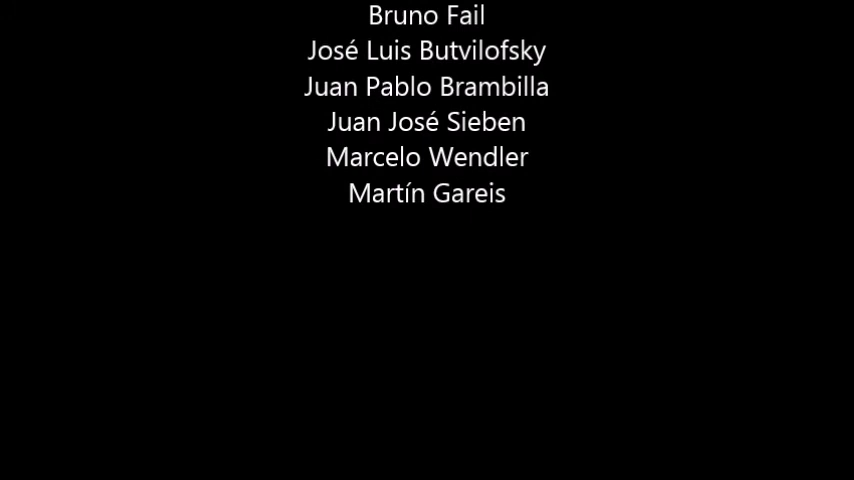 Bruno Fail
José Luis Butvilofsky
Juan Pablo Brambilla
Juan José Sieben
Marcelo Wendler
Martín Gareis